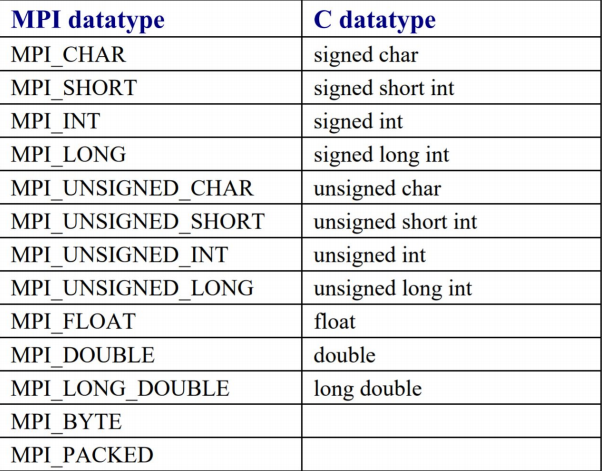 MPI datatype C datatype
MPI_CHAR signed char
MPI_SHORT signed short int
MPI_INT signed int
MPI_LONG signed long int
MPI_UNSIGNED_CHAR unsigned char
MPI_UNSIGNED_SHORT unsigned short int
MPI_UNSIGNED_INT unsigned int
MPI_UNSIGNED_LONG unsigned long int
MPI_FLOAT float
MPI_DOUBLE double
MPI_LONG_DOUBLE long double
MPI_BYTE
MPI_PACKED